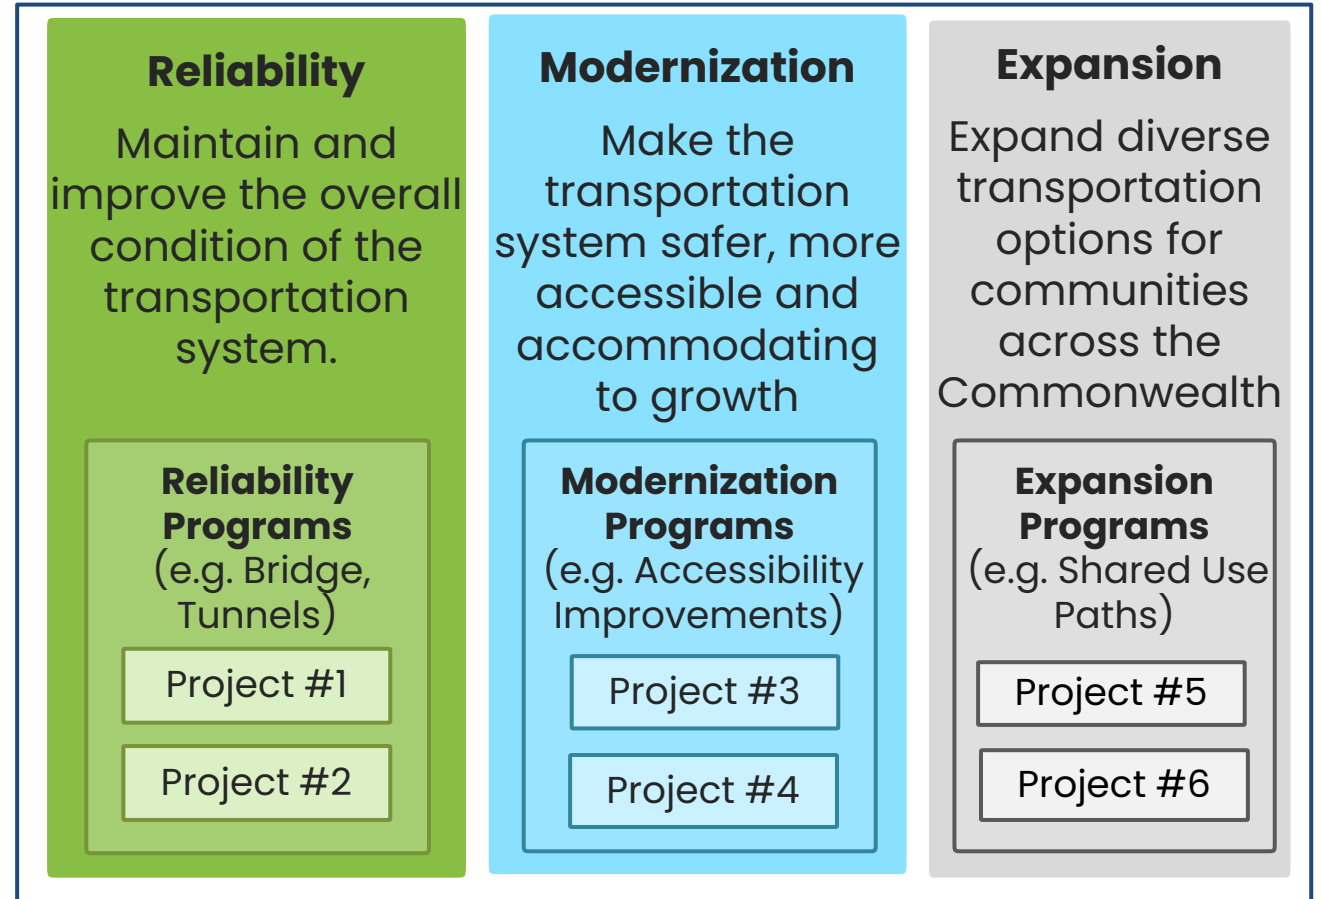 Reliability
Maintain and
improve the overall
condition of the
transportation
system.
Reliability
Programs
(e.g. Bridge,
Tunnels)
Project #1
Project #2
Modernization
Make the
transportation
system safer, more
accessible and
accommodating
to growth
Modernization
Programs
(e.g. Accessibility
Improvements)
Project #3
Project #4
Expansion
Expand diverse
transportation
options for
communities
across the
Commonwealth
Expansion
Programs
(e.g. Shared Use
Paths)
Project #5
Project #6